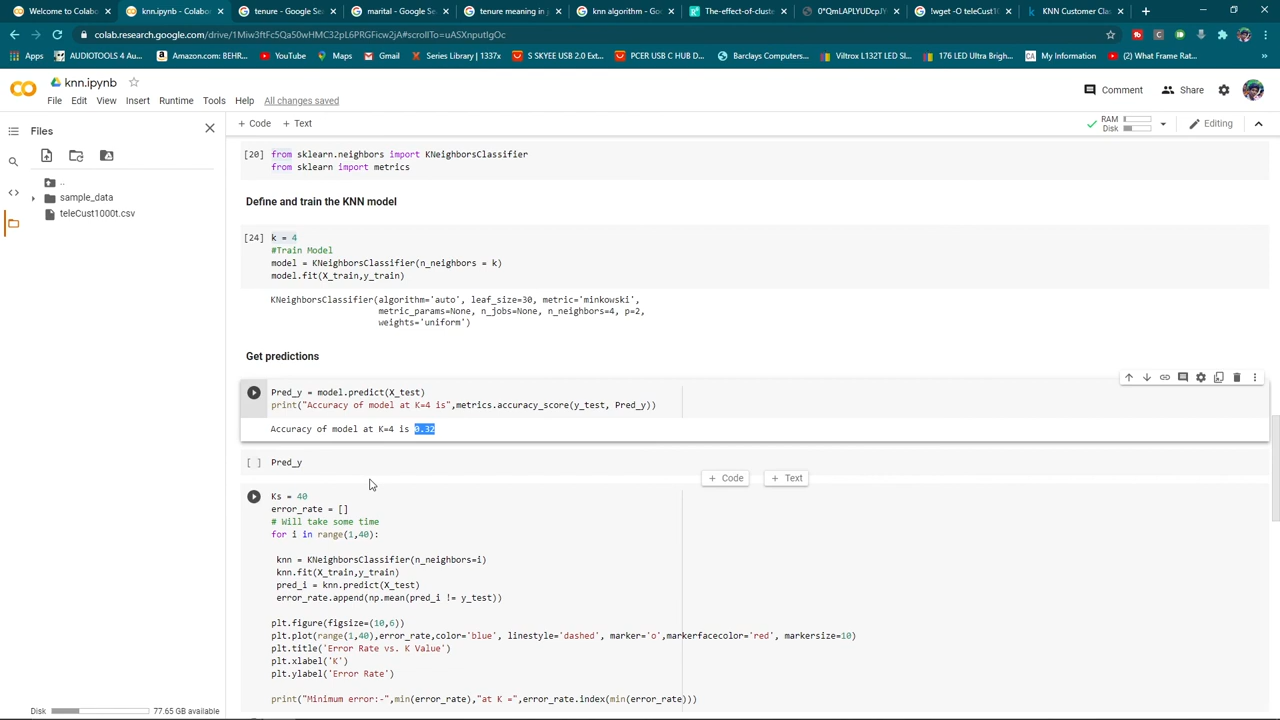 Welcome to Colabo
knn.ipynb - Colabor
tenure - Google Se
marital - Google Se
tenure meaning in
knn algorithm - Go
The-effect-of-cluste
0*QmLAPLYUDcpJY
!wget -O teleCust10
KNN Customer Clas
colab.research.google.com/drive/1Miw3ftFc5Qa50wHMC32pL6PRGFicw2jA#scrollTo=uASXnputIgOc
Apps
AUDIOTOOLS 4 Au...
Amazon.com: BEHR...
YouTube
Maps
Gmail
Series Library | 1337x
S SKYEE USB 2.0 Ext...
PCER USB C HUB D...
Barclays Computers...
Viltrox L132T LED Sl...
176 LED Ultra Bright...
My Information
(2) What Frame Rat...
knn.ipynb
File Edit View Insert Runtime Tools Help All changes saved
Comment
Share
Files
+ Code + Text
RAM
Disk
Editing
..
sample_data
teleCust1000t.csv
[20] from sklearn.neighbors import KNeighborsClassifier
from sklearn import metrics
Define and train the KNN model
[24] k = 4
#Train Model
model = KNeighborsClassifier(n_neighbors = k)
model.fit(X_train,y_train)
KNeighborsClassifier(algorithm='auto', leaf_size=30, metric='minkowski',
metric_params=None, n_jobs=None, n_neighbors=4, p=2,
weights='uniform')
Get predictions
Pred_y = model.predict(X_test)
print("Accuracy of model at K=4 is",metrics.accuracy_score(y_test, Pred_y))
Accuracy of model at K=4 is 0.32
[ ] Pred_y
+ Code + Text
Ks = 40
error_rate = []
# Will take some time
for i in range(1,40):
knn = KNeighborsClassifier(n_neighbors=i)
knn.fit(X_train,y_train)
pred_i = knn.predict(X_test)
error_rate.append(np.mean(pred_i != y_test))
plt.figure(figsize=(10,6))
plt.plot(range(1,40),error_rate,color='blue', linestyle='dashed', marker='o',markerfacecolor='red', markersize=10)
plt.title('Error Rate vs. K Value')
plt.xlabel('K')
plt.ylabel('Error Rate')
print("Minimum error:-",min(error_rate),"at K =",error_rate.index(min(error_rate)))
Disk 77.65 GB available